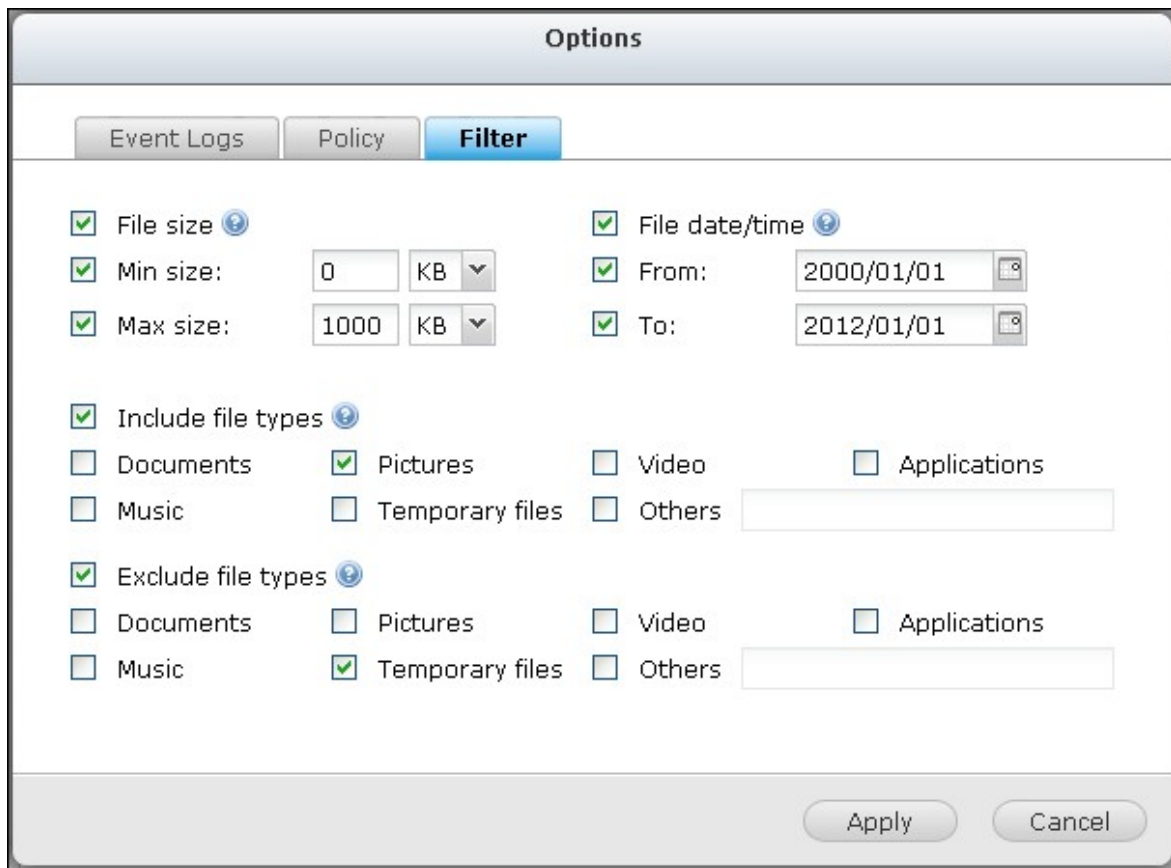 Options
Event Logs Policy Filter
File size ? File date/time ?
Min size: 0 KB From: 2000/01/01
Max size: 1000 KB To: 2012/01/01
Include file types ?
Documents Pictures Video Applications
Music Temporary files Others
Exclude file types ?
Documents Pictures Video Applications
Music Temporary files Others
Apply Cancel